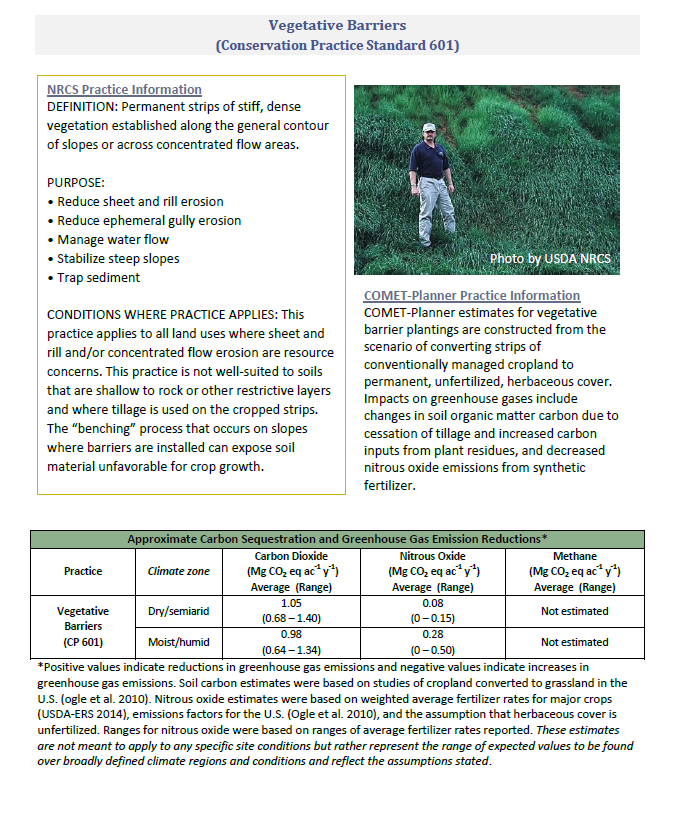 Vegetative Barriers
(Conservation Practice Standard 601)
NRCS Practice Information
DEFINITION: Permanent strips of stiff, dense
vegetation established along the general contour
of slopes or across concentrated flow areas.
PURPOSE:
• Reduce sheet and rill erosion
• Reduce ephemeral gully erosion
• Manage water flow
• Stabilize steep slopes
• Trap sediment
CONDITIONS WHERE PRACTICE APPLIES: This
practice applies to all land uses where sheet and
rill and/or concentrated flow erosion are resource
concerns. This practice is not well-suited to soils
that are shallow to rock or other restrictive layers
and where tillage is used on the cropped strips.
The “benching” process that occurs on slopes
where barriers are installed can expose soil
material unfavorable for crop growth.
Photo by USDA NRCS
COMET-Planner Practice Information
COMET-Planner estimates for vegetative
barrier plantings are constructed from the
scenario of converting strips of
conventionally managed cropland to
permanent, unfertilized, herbaceous cover.
Impacts on greenhouse gases include
changes in soil organic matter carbon due to
cessation of tillage and increased carbon
inputs from plant residues, and decreased
nitrous oxide emissions from synthetic
fertilizer.
Approximate Carbon Sequestration and Greenhouse Gas Emission Reductions*
Practice
Climate zone
Carbon Dioxide
(Mg CO₂ eq ac⁻¹ y⁻¹)
Average (Range)
Nitrous Oxide
(Mg CO₂ eq ac⁻¹ y⁻¹)
Average (Range)
Methane
(Mg CO₂ eq ac⁻¹ y⁻¹)
Average (Range)
Vegetative
Barriers
(CP 601)
Dry/semiarid
1.05
(0.68 – 1.40)
0.08
(0 – 0.15)
Not estimated
Moist/humid
0.98
(0.64 – 1.34)
0.28
(0 – 0.50)
Not estimated
*Positive values indicate reductions in greenhouse gas emissions and negative values indicate increases in
greenhouse gas emissions. Soil carbon estimates were based on studies of cropland converted to grassland in the
U.S. (ogle et al. 2010). Nitrous oxide estimates were based on weighted average fertilizer rates for major crops
(USDA-ERS 2014), emissions factors for the U.S. (Ogle et al. 2010), and the assumption that herbaceous cover is
unfertilized. Ranges for nitrous oxide were based on ranges of average fertilizer rates reported. These estimates
are not meant to apply to any specific site conditions but rather represent the range of expected values to be found
over broadly defined climate regions and conditions and reflect the assumptions stated.